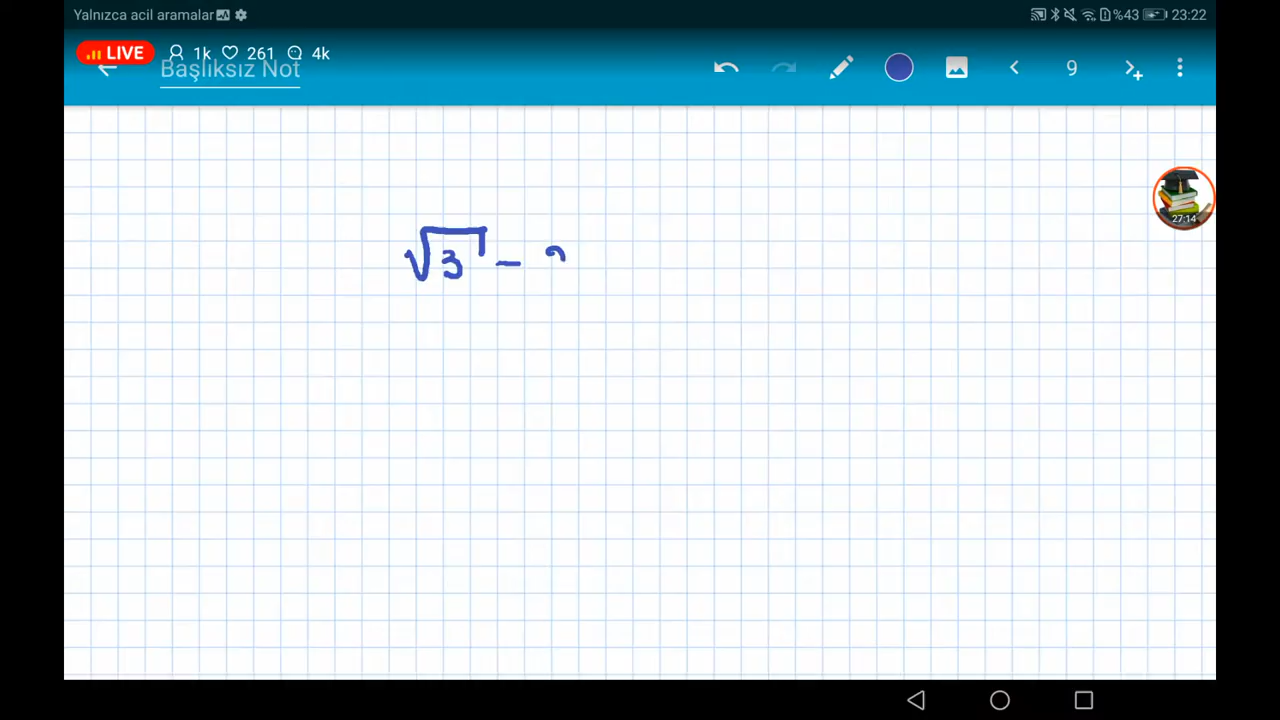 Yalnızca acil aramalar %43 23:22
LIVE 1k 261 4k
Başlıksız Not 9
27:14
√3 -